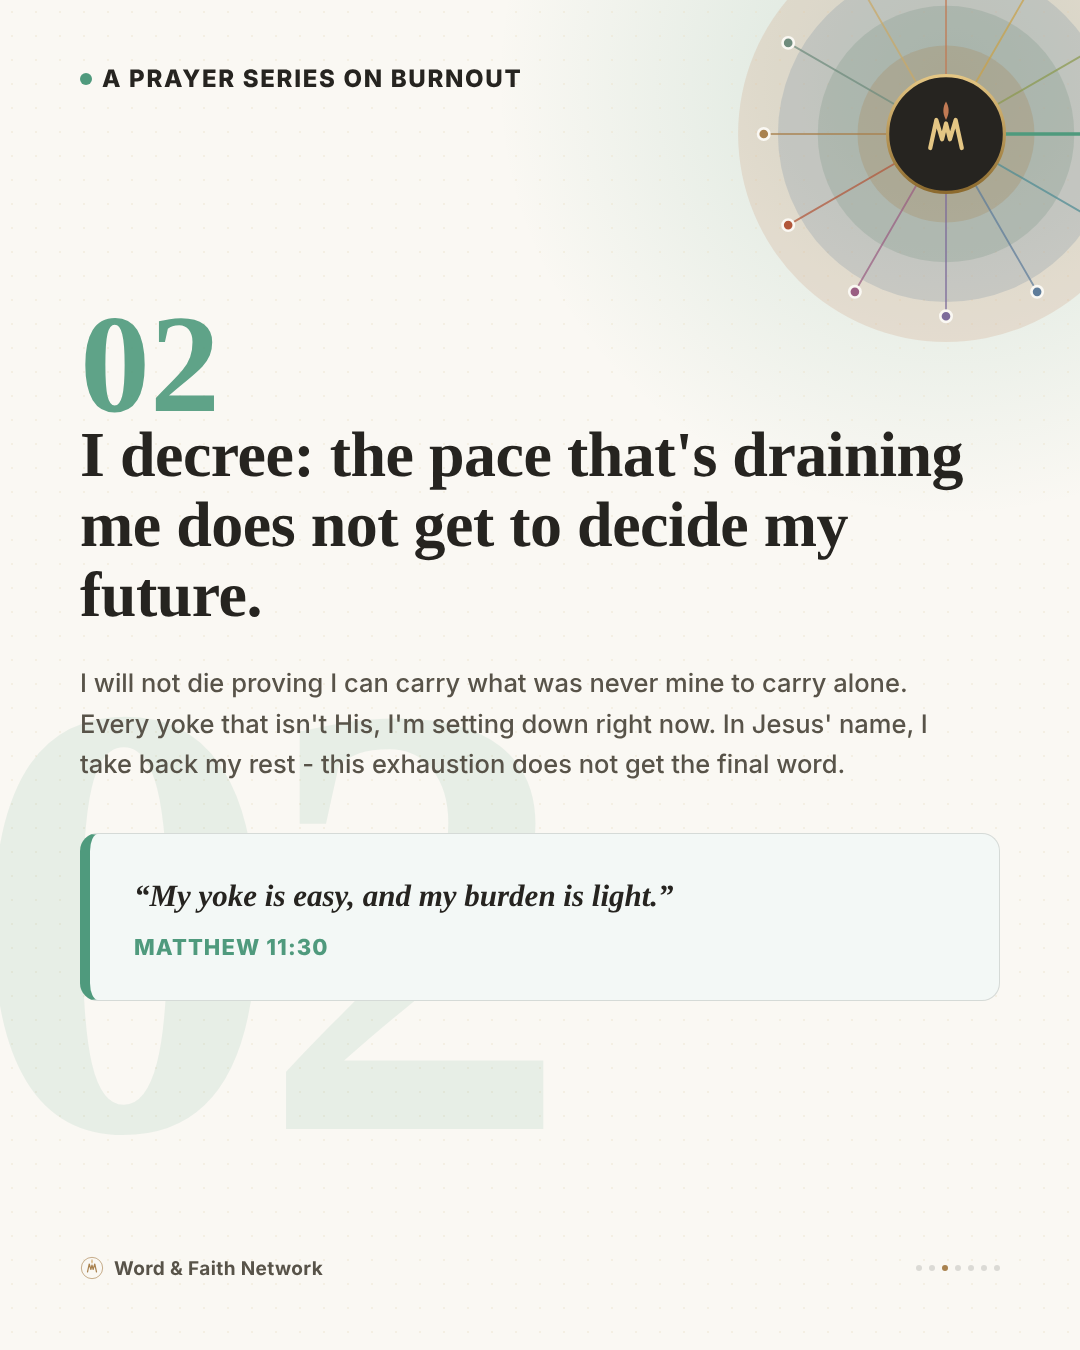 A PRAYER SERIES ON BURNOUT
02
I decree: the pace that's draining
me does not get to decide my
future.
I will not die proving I can carry what was never mine to carry alone.
Every yoke that isn't His, I'm setting down right now. In Jesus' name, I
take back my rest - this exhaustion does not get the final word.
02
“My yoke is easy, and my burden is light.”
MATTHEW 11:30
Word & Faith Network